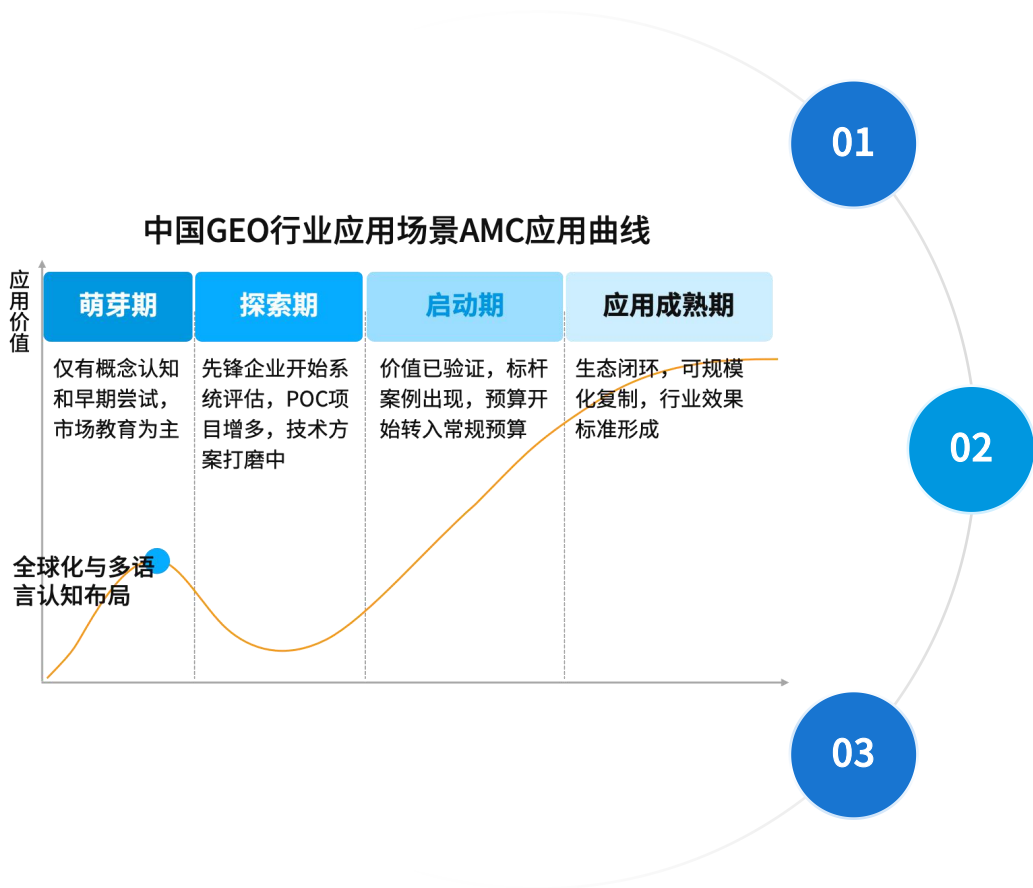 中国GEO行业应用场景AMC应用曲线
应用价值
萌芽期
仅有概念认知
和早期尝试，
市场教育为主
探索期
先锋企业开始系
统评估，POC项
目增多，技术方
案打磨中
启动期
价值已验证，标杆
案例出现，预算开
始转入常规预算
应用成熟期
生态闭环，可规模
化复制，行业效果
标准形成
全球化与多语
言认知布局
01
02
03